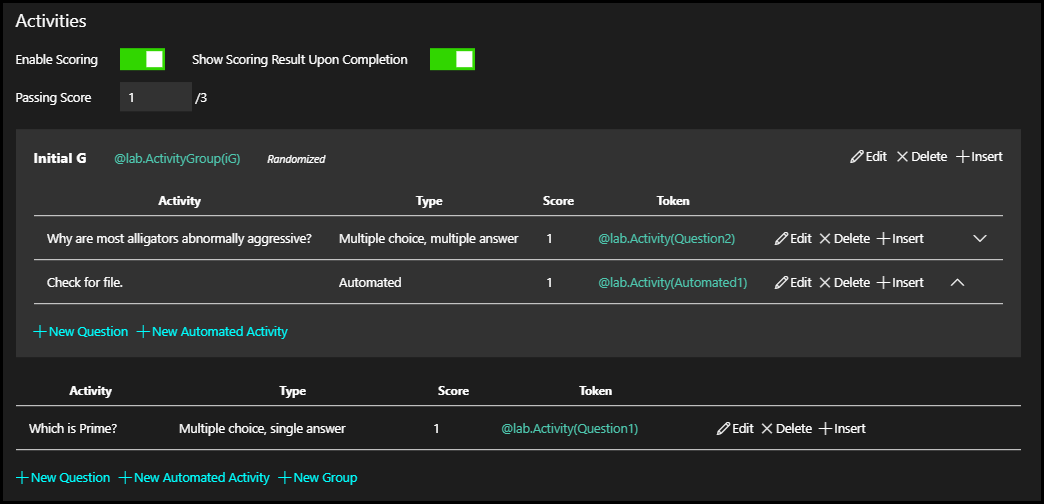 Activities
Enable Scoring Show Scoring Result Upon Completion
Passing Score 1 /3
Initial G @lab.ActivityGroup(iG) Randomized Edit Delete Insert
Activity Type Score Token
Why are most alligators abnormally aggressive? Multiple choice, multiple answer 1 @lab.Activity(Question2) Edit Delete Insert
Check for file. Automated 1 @lab.Activity(Automated1) Edit Delete Insert
New Question New Automated Activity
Activity Type Score Token
Which is Prime? Multiple choice, single answer 1 @lab.Activity(Question1) Edit Delete Insert
New Question New Automated Activity New Group